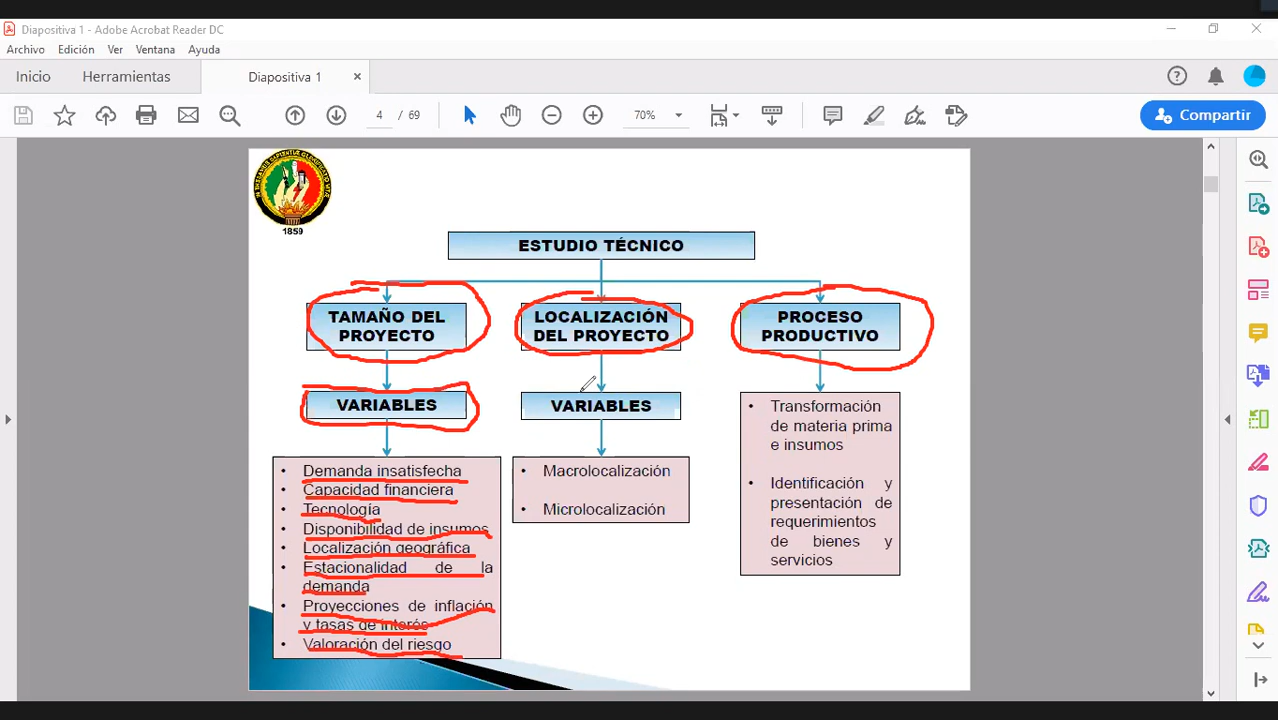 Diapositiva 1 - Adobe Acrobat Reader DC
Archivo Edición Ver Ventana Ayuda
Inicio Herramientas Diapositiva 1
4 / 69 70% Compartir
1859
ESTUDIO TÉCNICO
TAMAÑO DEL
PROYECTO
LOCALIZACIÓN
DEL PROYECTO
PROCESO
PRODUCTIVO
VARIABLES
VARIABLES
• Demanda insatisfecha
• Capacidad financiera
• Tecnología
• Disponibilidad de insumos
• Localización geográfica
• Estacionalidad de la
demanda
• Proyecciones de inflación
y tasas de interés
• Valoración del riesgo
• Macrolocalización
• Microlocalización
• Transformación
de materia prima
e insumos
• Identificación y
presentación de
requerimientos
de bienes y
servicios